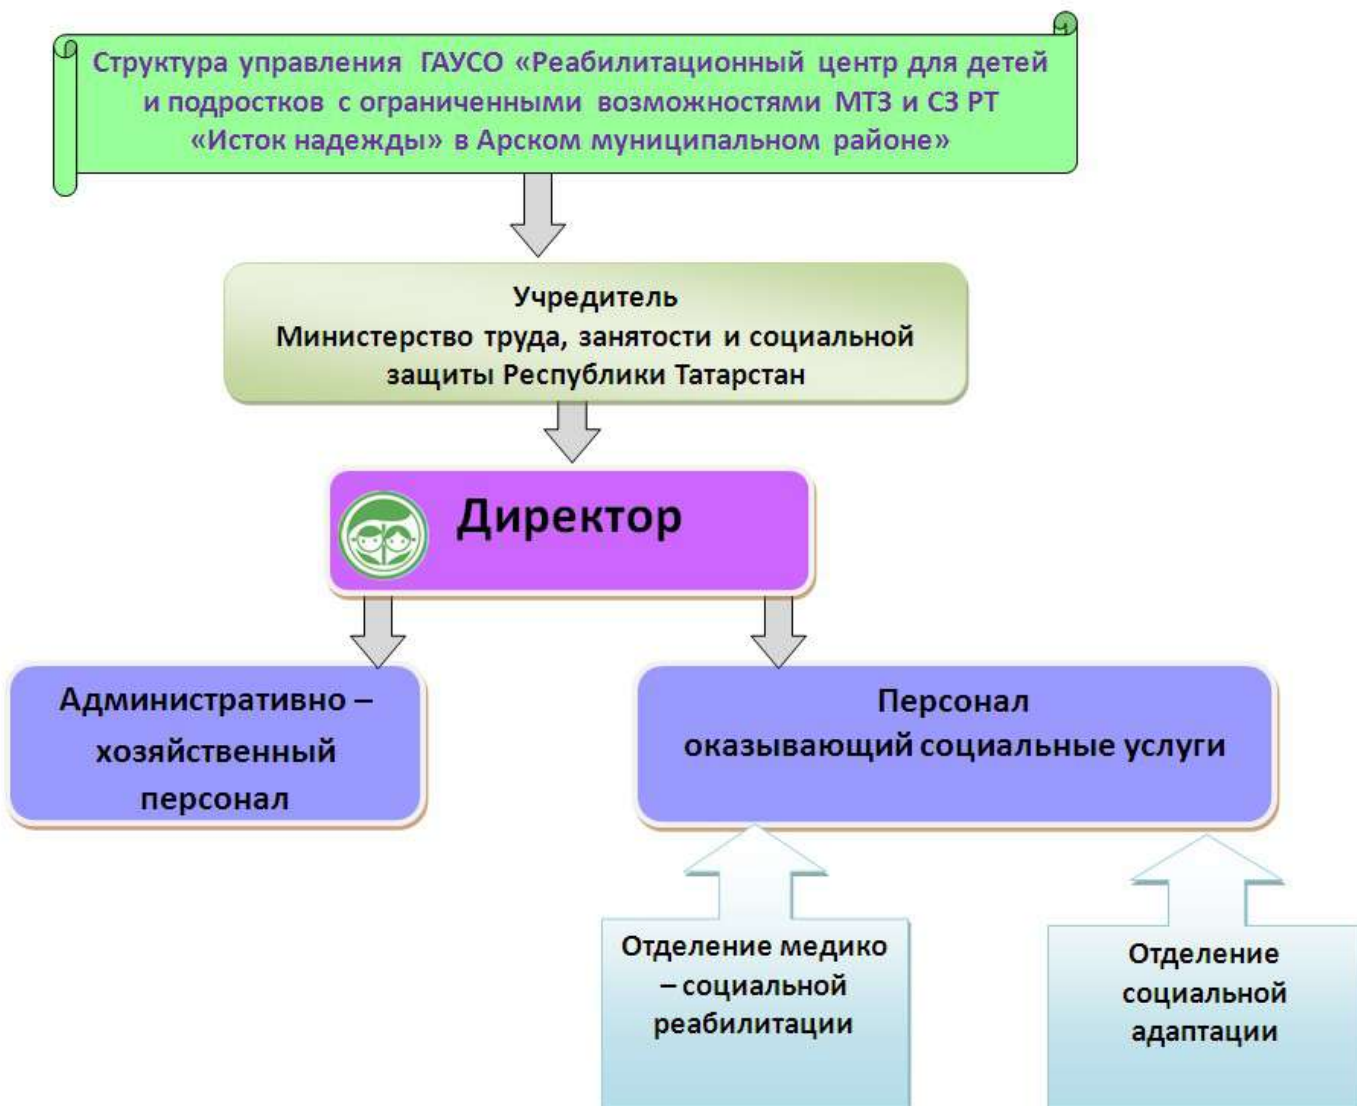 Структура управления ГАУСО «Реабилитационный центр для детей
и подростков с ограниченными возможностями МТЗ и СЗ РТ
«Исток надежды» в Арском муниципальном районе»
Учредитель
Министерство труда, занятости и социальной
защиты Республики Татарстан
Директор
Административно –
хозяйственный
персонал
Персонал
оказывающий социальные услуги
Отделение медико
– социальной
реабилитации
Отделение
социальной
адаптации